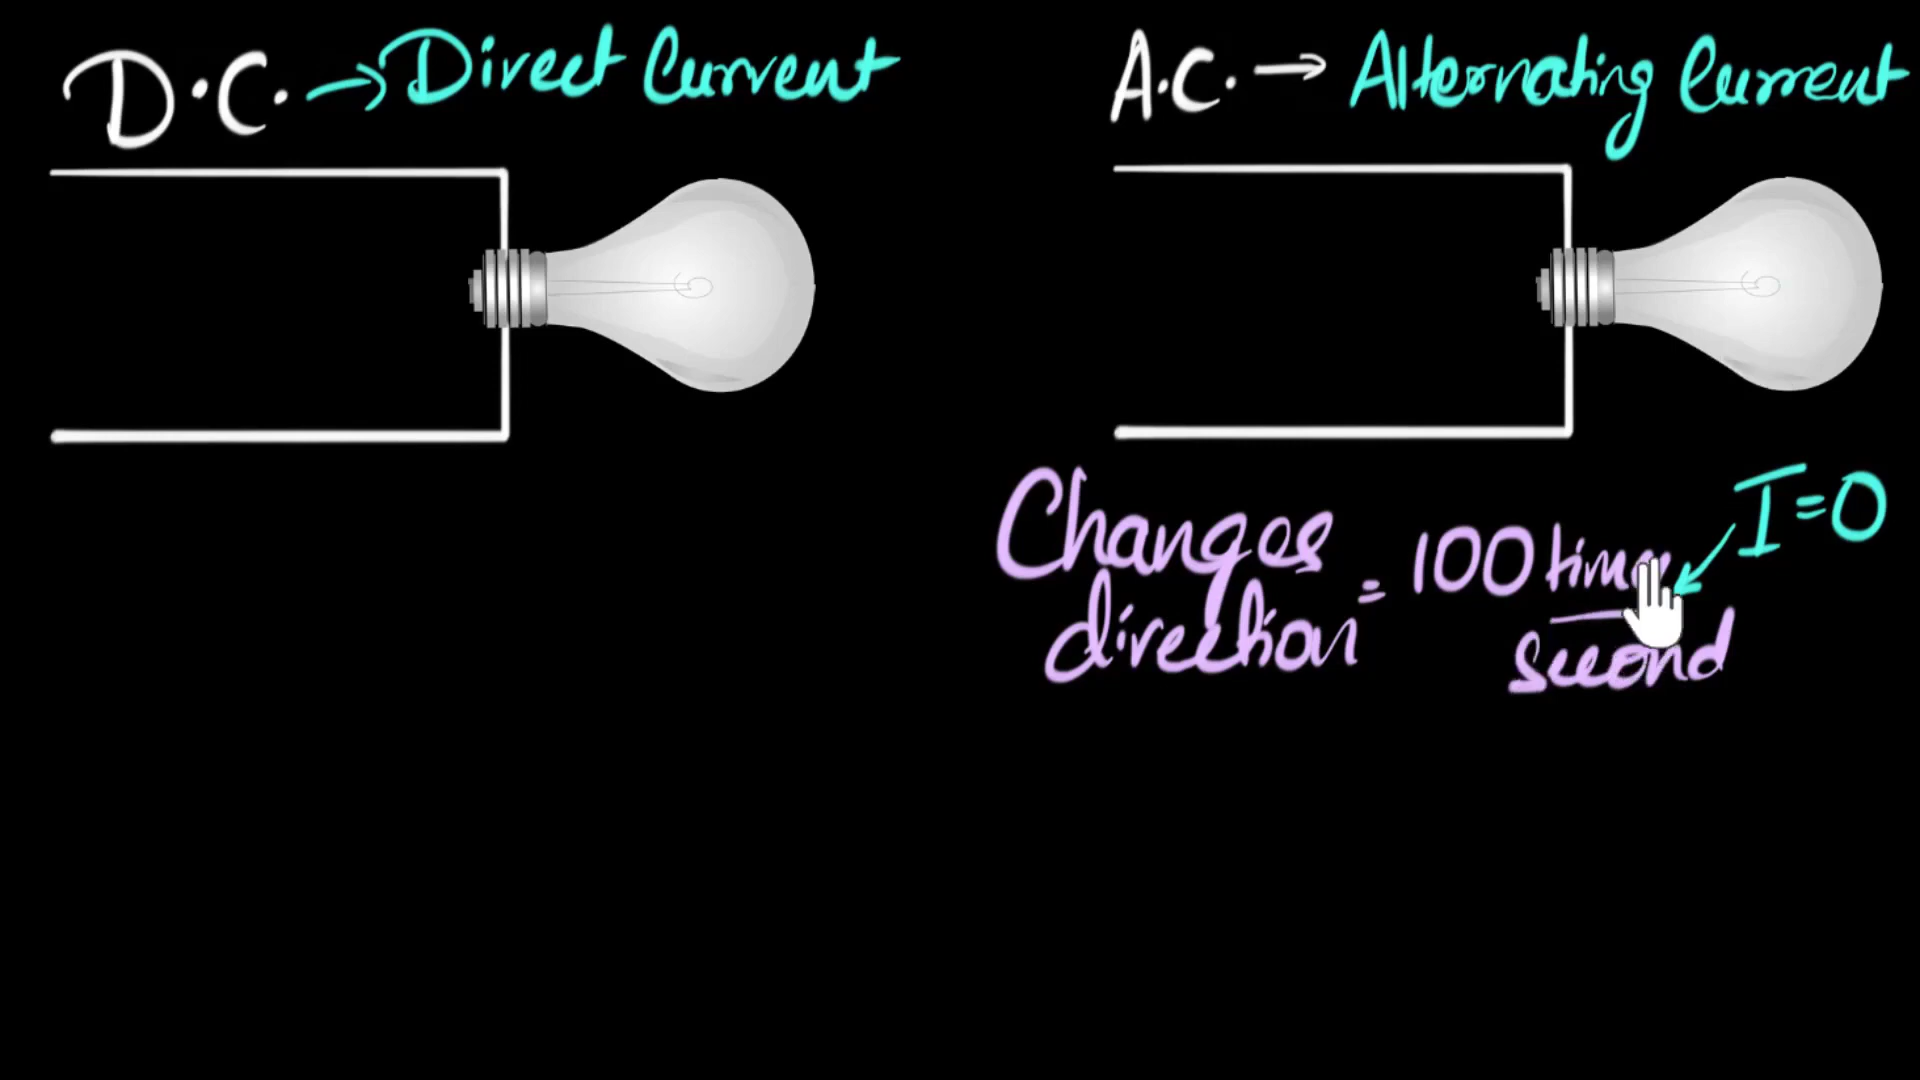 D.C. → Direct Current
A.C. → Alternating Current
I=0
Changes
direction = 100 times
second